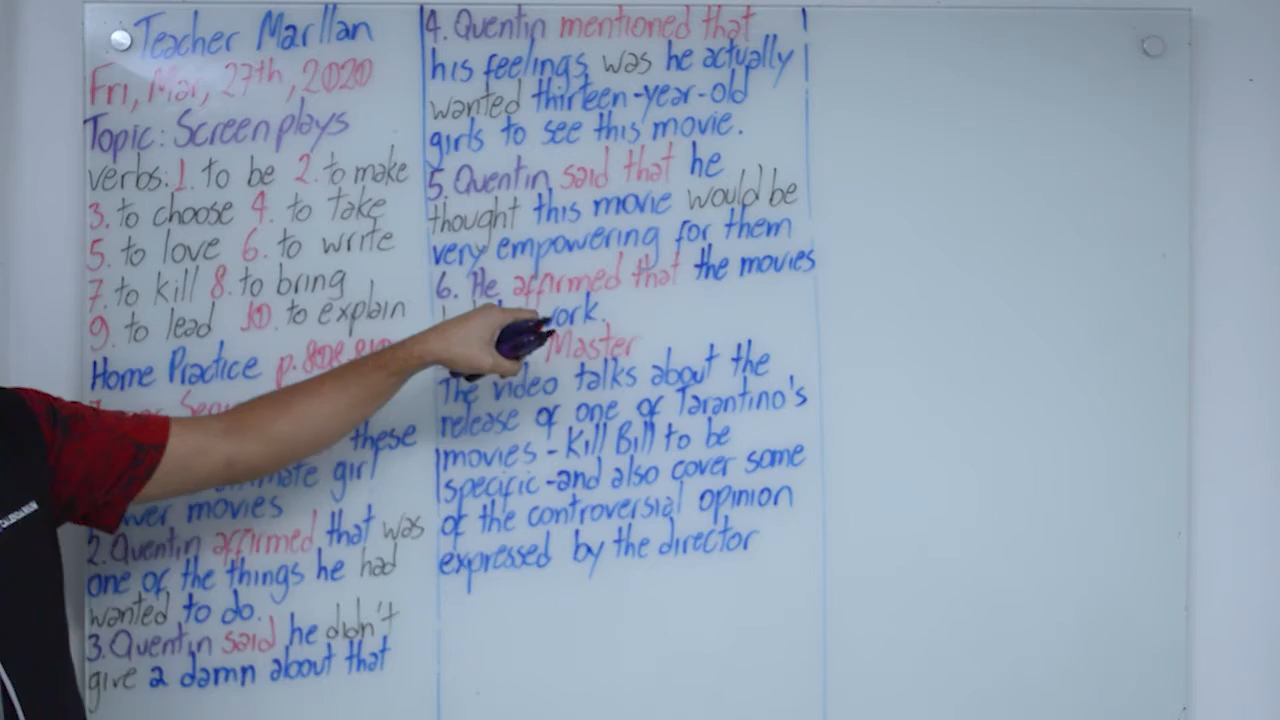 Teacher Marllan
Fri, Mar, 27th, 2020
Topic: Screenplays
verbs: 1. to be 2. to make
3. to choose 4. to take
5. to love 6. to write
7. to kill 8. to bring
9. to lead 10. to explain
Home Practice
these
girl
movies
2. Quentin affirmed that was
one of the things he had
wanted to do.
3. Quentin said he didn't
give a damn about that
4. Quentin mentioned that
his feelings was he actually
wanted thirteen-year-old
girls to see this movie.
5. Quentin said that he
thought this movie would be
very empowering for them
6. He affirmed that the movies
work.
Master
The video talks about the
release of one of Tarantino's
movies - Kill Bill to be
specific - and also cover some
of the controversial opinion
expressed by the director